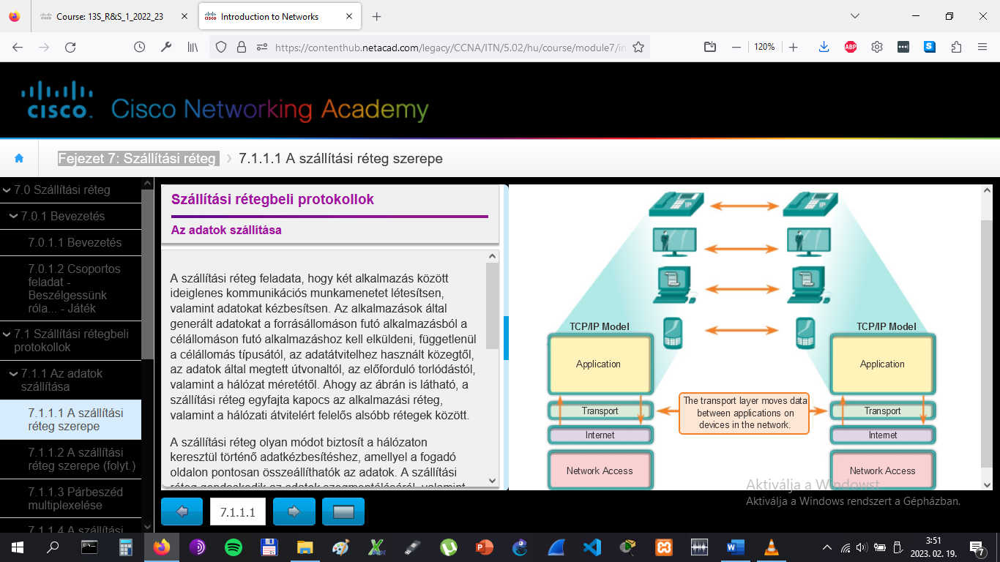 Course: 13S_R&S_1_2022_23
Introduction to Networks
https://contenthub.netacad.com/legacy/CCNA/ITN/5.02/hu/course/module7/in
120%
ABP
CISCO
Cisco Networking Academy
Fejezet 7: Szállítási réteg
7.1.1.1 A szállítási réteg szerepe
7.0 Szállítási réteg
7.0.1 Bevezetés
7.0.1.1 Bevezetés
7.0.1.2 Csoportos
feladat -
Beszélgessünk
róla... - Játék
7.1 Szállítási rétegbeli
protokollok
7.1.1 Az adatok
szállítása
7.1.1.1 A szállítási
réteg szerepe
7.1.1.2 A szállítási
réteg szerepe (folyt.)
7.1.1.3 Párbeszéd
multiplexelése
7.1.1.4 A szállítási
Szállítási rétegbeli protokollok
Az adatok szállítása
A szállítási réteg feladata, hogy két alkalmazás között
ideiglenes kommunikációs munkamenetet létesítsen,
valamint adatokat kézbesítsen. Az alkalmazások által
generált adatokat a forrásállomáson futó alkalmazásból a
célállomáson futó alkalmazáshoz kell elküldeni, függetlenül
a célállomás típusától, az adatátvitelhez használt közegtől,
az adatok által megtett útvonaltól, az előforduló torlódástól,
valamint a hálózat méretétől. Ahogy az ábrán is látható, a
szállítási réteg egyfajta kapocs az alkalmazási réteg,
valamint a hálózati átvitelért felelős alsóbb rétegek között.
A szállítási réteg olyan módot biztosít a hálózaton
keresztül történő adatkézbesítéshez, amellyel a fogadó
oldalon pontosan összeállíthatók az adatok. A szállítási
réteg gondoskodik az adatok szegmentálásáról, valamint
7.1.1.1
IP
IP
TCP/IP Model
Application
Transport
Internet
Network Access
The transport layer moves data
between applications on
devices in the network.
TCP/IP Model
Application
Transport
Internet
Network Access
Aktiválja a Windowst
Aktiválja a Windows rendszert a Gépházban.
3:51
2023. 02. 19.
7